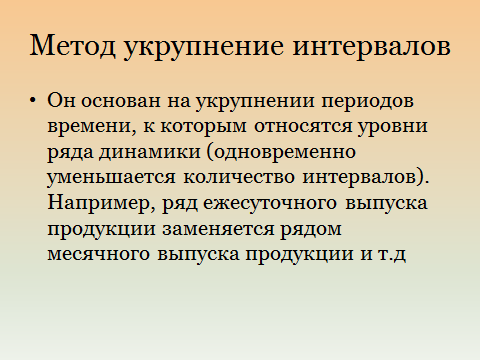 Метод укрупнение интервалов
• Он основан на укрупнении периодов
времени, к которым относятся уровни
ряда динамики (одновременно
уменьшается количество интервалов).
Например, ряд ежесуточного выпуска
продукции заменяется рядом
месячного выпуска продукции и т.д